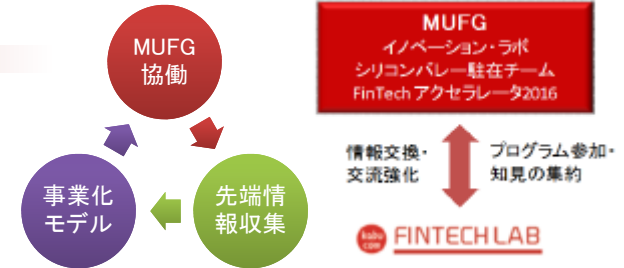 MUFG
協働
先端情
報収集
事業化
モデル
MUFG
イノベーション・ラボ
シリコンバレー駐在チーム
FinTech アクセラレータ2016
情報交換・
交流強化
プログラム参加・
知見の集約
kabu
com
FINTECH LAB